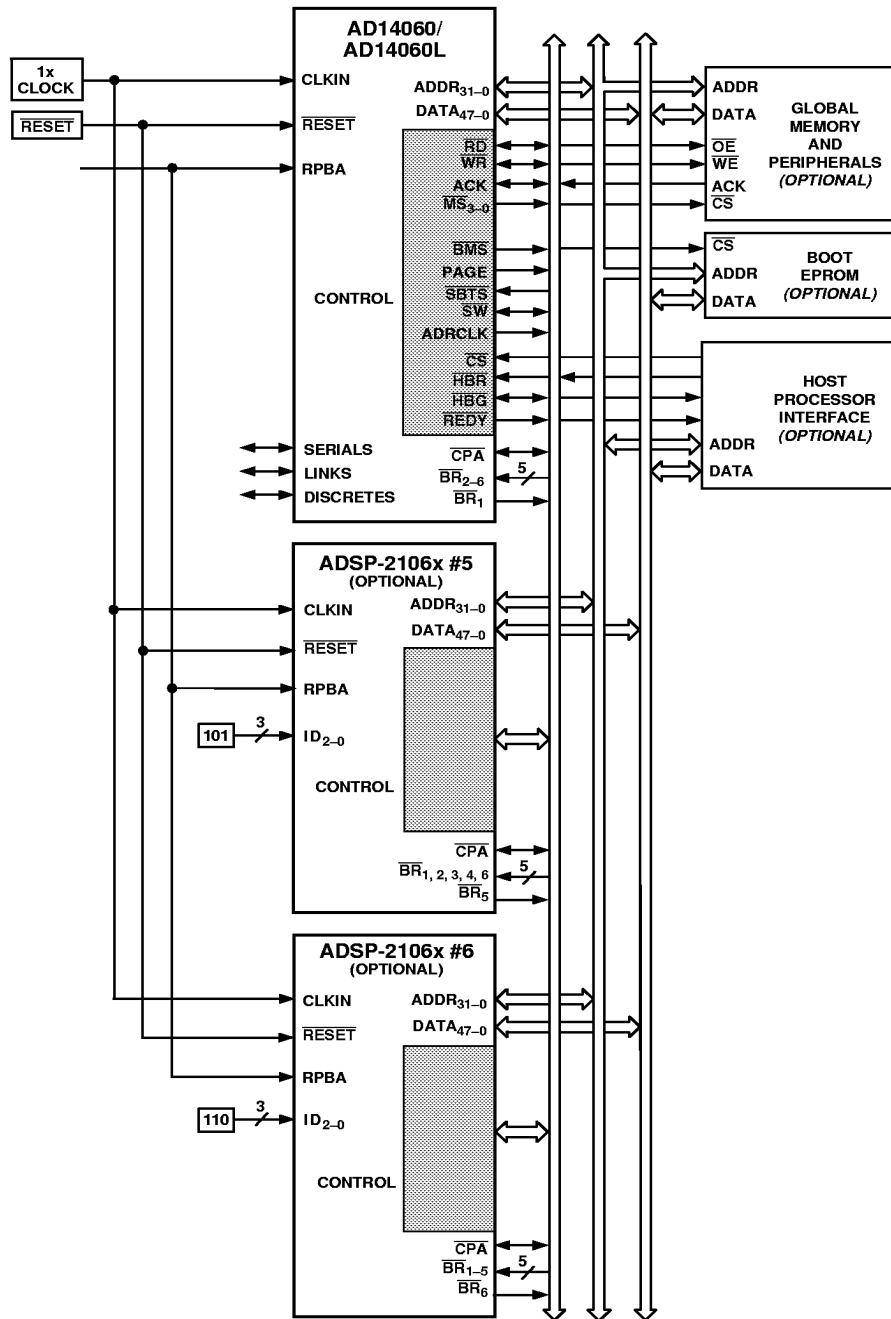 AD14060/
AD14060L
1x
CLOCK
RESET
CLKIN
RESET
RPBA
CONTROL
SERIALS
LINKS
DISCRETES
ADDR31–0
DATA47–0
RD
WR
ACK
MS3–0
BMS
PAGE
SBTS
SW
ADRCLK
CS
HBR
HBG
REDY
CPA
BR2–6
5
BR1
ADDR
DATA
OE
WE
ACK
CS
GLOBAL
MEMORY
AND
PERIPHERALS
(OPTIONAL)
CS
ADDR
DATA
BOOT
EPROM
(OPTIONAL)
HOST
PROCESSOR
INTERFACE
(OPTIONAL)
ADDR
DATA
ADSP-2106x #5
(OPTIONAL)
CLKIN
RESET
RPBA
101
3
ID2–0
CONTROL
ADDR31–0
DATA47–0
CPA
BR1, 2, 3, 4, 6
5
BR5
ADSP-2106x #6
(OPTIONAL)
CLKIN
RESET
RPBA
110
3
ID2–0
CONTROL
ADDR31–0
DATA47–0
CPA
BR1–5
5
BR6